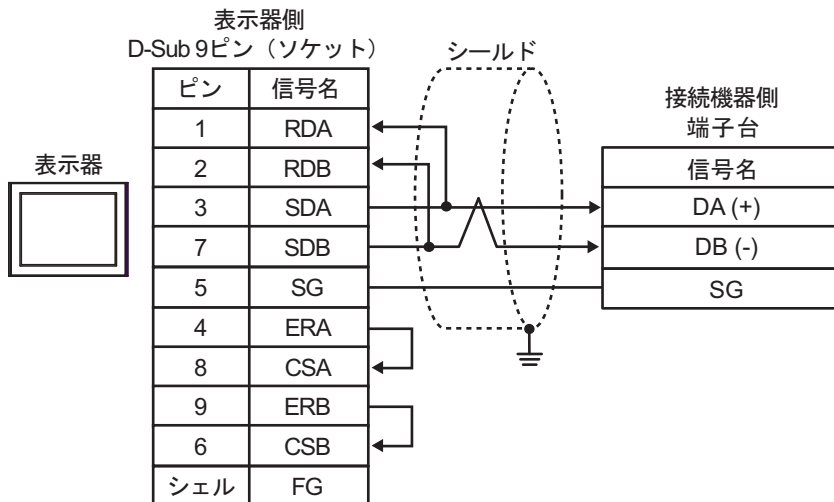 表示器側
D-Sub 9ピン（ソケット）
シールド
接続機器側
端子台
表示器
ピン 信号名
1 RDA
2 RDB
3 SDA
7 SDB
5 SG
4 ERA
8 CSA
9 ERB
6 CSB
シェル FG
信号名
DA (+)
DB (-)
SG